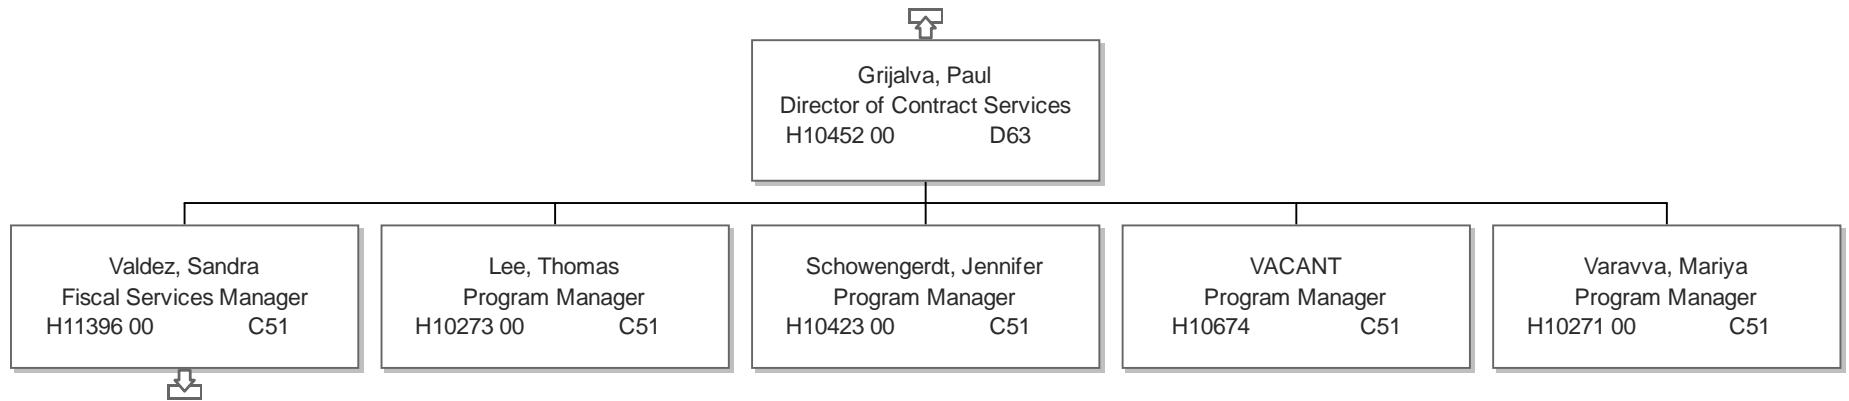 Grijalva, Paul
Director of Contract Services
H10452 00 D63
Valdez, Sandra
Fiscal Services Manager
H11396 00 C51
Lee, Thomas
Program Manager
H10273 00 C51
Schowengerdt, Jennifer
Program Manager
H10423 00 C51
VACANT
Program Manager
H10674 C51
Varavva, Mariya
Program Manager
H10271 00 C51